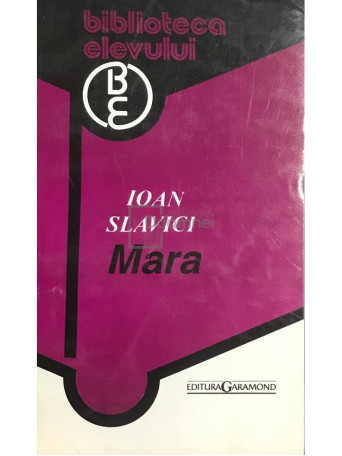 biblioteca
elevului
BE
IOAN
SLAVICI
Mara
EDITURA GARAMOND